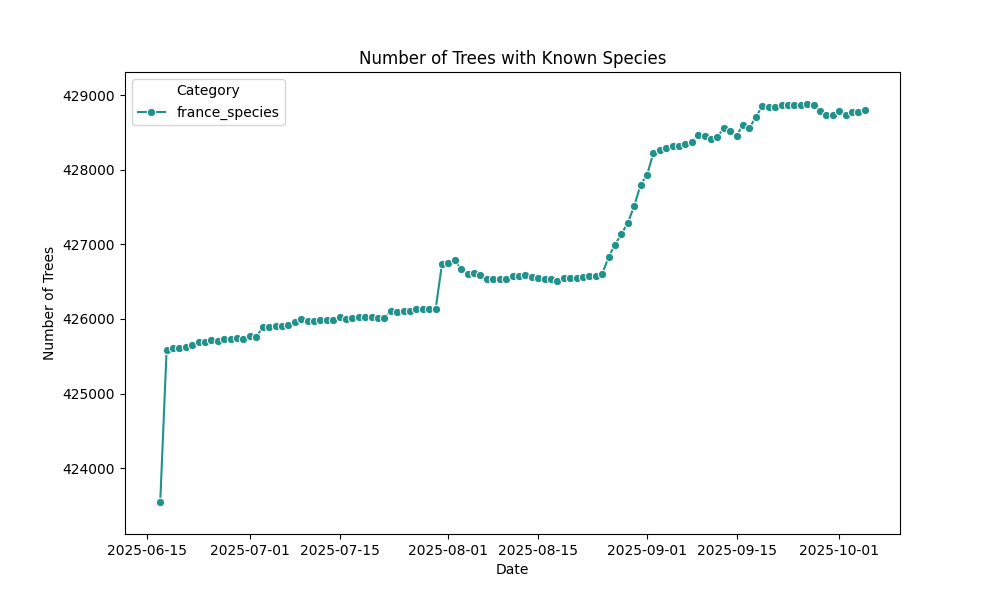 Number of Trees with Known Species
Category
france_species
429000
428000
427000
426000
425000
424000
Number of Trees
2025-06-15
2025-07-01
2025-07-15
2025-08-01
2025-08-15
2025-09-01
2025-09-15
2025-10-01
Date